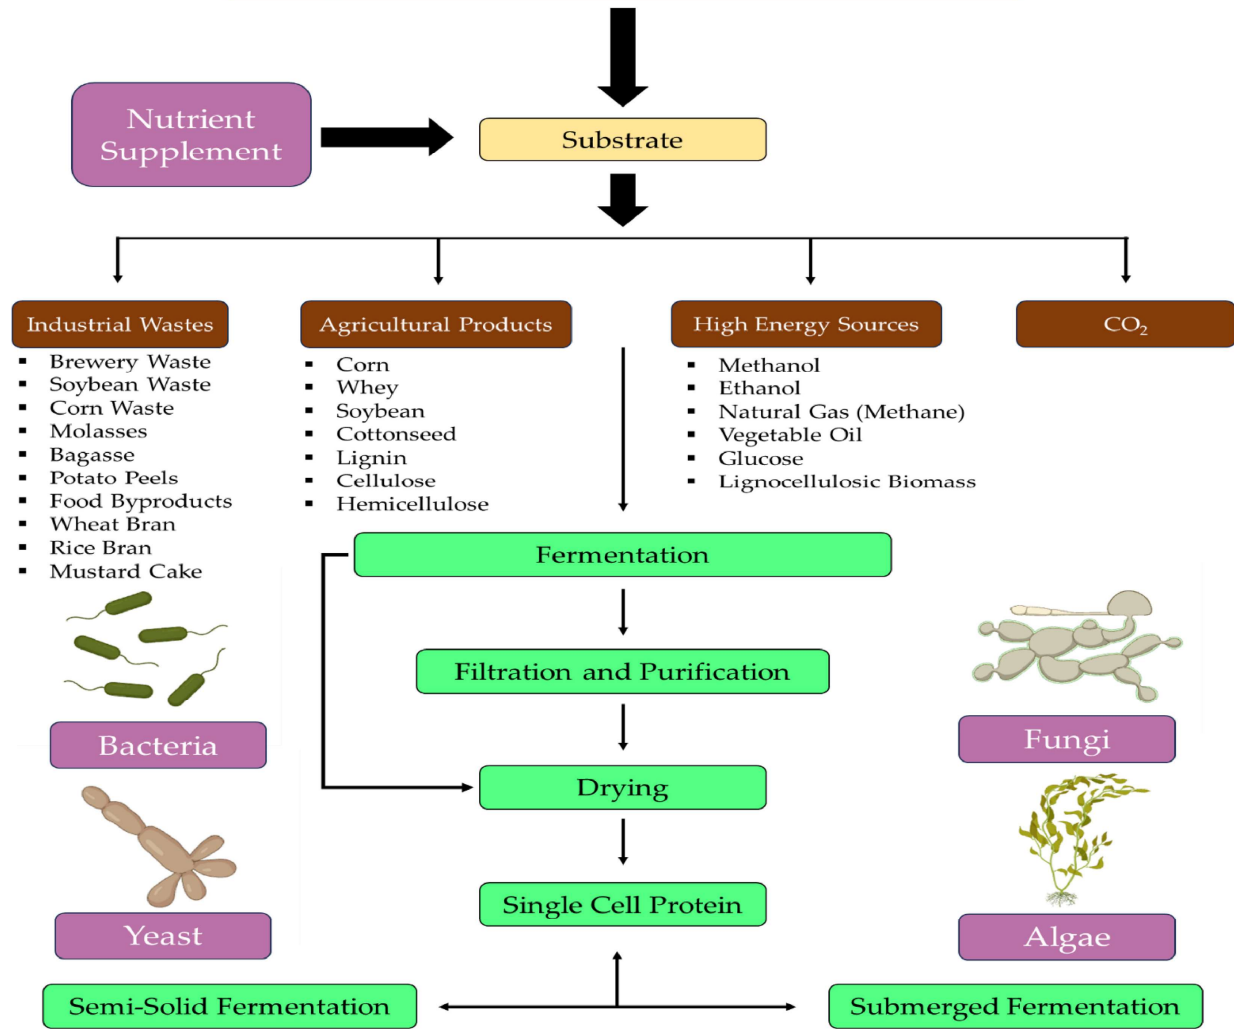 Nutrient
Supplement
Substrate
Industrial Wastes
▪ Brewery Waste
▪ Soybean Waste
▪ Corn Waste
▪ Molasses
▪ Bagasse
▪ Potato Peels
▪ Food Byproducts
▪ Wheat Bran
▪ Rice Bran
▪ Mustard Cake
Agricultural Products
▪ Corn
▪ Whey
▪ Soybean
▪ Cottonseed
▪ Lignin
▪ Cellulose
▪ Hemicellulose
High Energy Sources
▪ Methanol
▪ Ethanol
▪ Natural Gas (Methane)
▪ Vegetable Oil
▪ Glucose
▪ Lignocellulosic Biomass
CO₂
Fermentation
Filtration and Purification
Drying
Single Cell Protein
Bacteria
Yeast
Fungi
Algae
Semi-Solid Fermentation
Submerged Fermentation